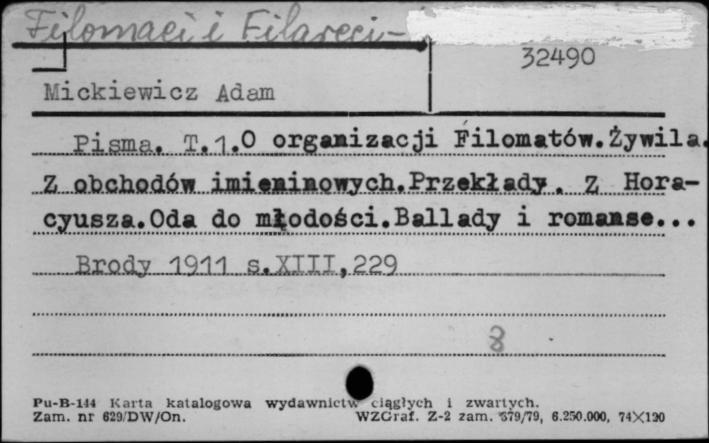 Filomaci i Filareci-
32490
Mickiewicz Adam
Pisma. T.1.O organizacji Filomatów.Żywila.
Z obchodów imieninowych.Przekłady. Z Hora-
cyusza.Oda do młodości.Ballady i romanse...
Brody 1911 s.XIII,229
8
Pu-B-144 Karta katalogowa wydawnictw ciągłych i zwartych.
Zam. nr 629/DW/On. WZGraf. Z-2 zam. 679/79, 6.250.000, 74X120